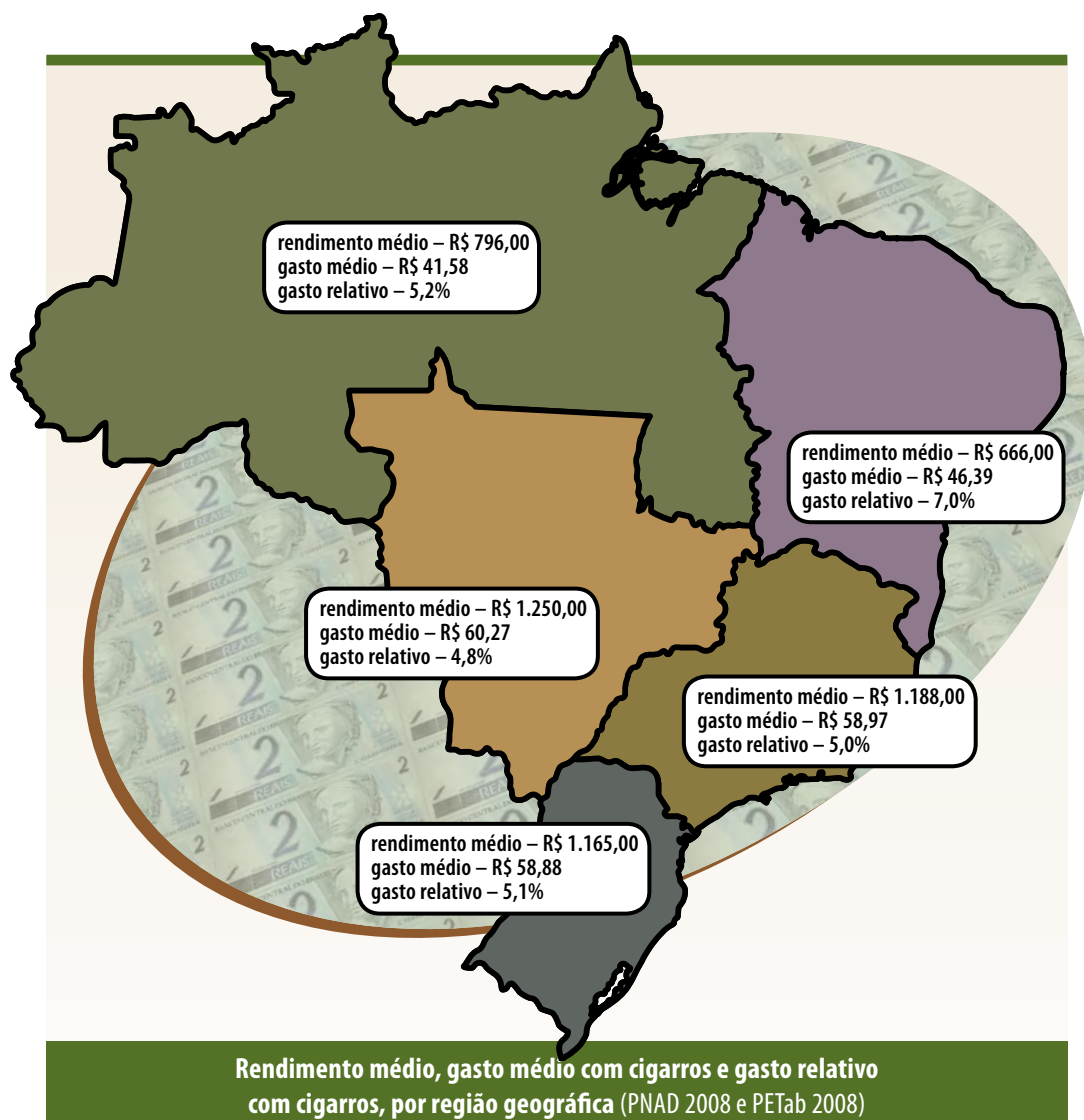 rendimento médio – R$ 796,00
gasto médio – R$ 41,58
gasto relativo – 5,2%
rendimento médio – R$ 666,00
gasto médio – R$ 46,39
gasto relativo – 7,0%
rendimento médio – R$ 1.250,00
gasto médio – R$ 60,27
gasto relativo – 4,8%
rendimento médio – R$ 1.188,00
gasto médio – R$ 58,97
gasto relativo – 5,0%
rendimento médio – R$ 1.165,00
gasto médio – R$ 58,88
gasto relativo – 5,1%
Rendimento médio, gasto médio com cigarros e gasto relativo
com cigarros, por região geográfica (PNAD 2008 e PETab 2008)